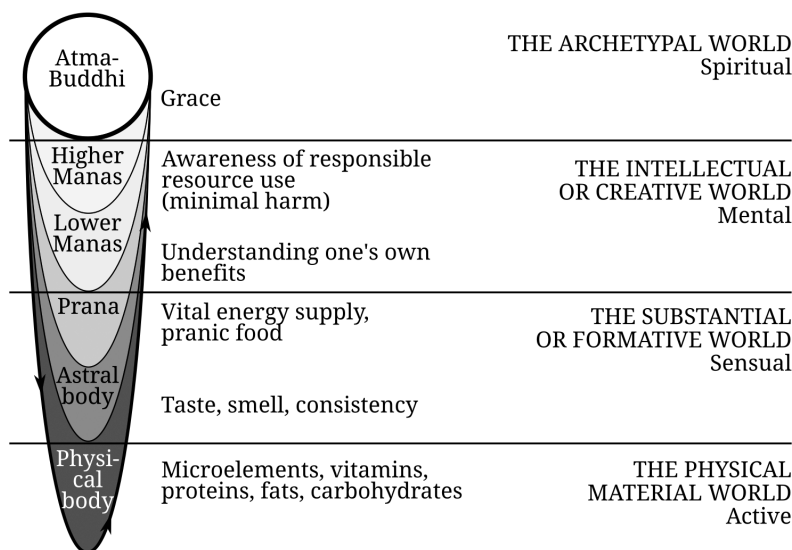 Atma-
Buddhi
Grace
THE ARCHETYPAL WORLD
Spiritual
Higher
Manas
Awareness of responsible
resource use
(minimal harm)
THE INTELLECTUAL
OR CREATIVE WORLD
Mental
Lower
Manas
Understanding one's own
benefits
Prana
Vital energy supply,
pranic food
THE SUBSTANTIAL
OR FORMATIVE WORLD
Sensual
Astral
body
Taste, smell, consistency
Physi-
cal
body
Microelements, vitamins,
proteins, fats, carbohydrates
THE PHYSICAL
MATERIAL WORLD
Active